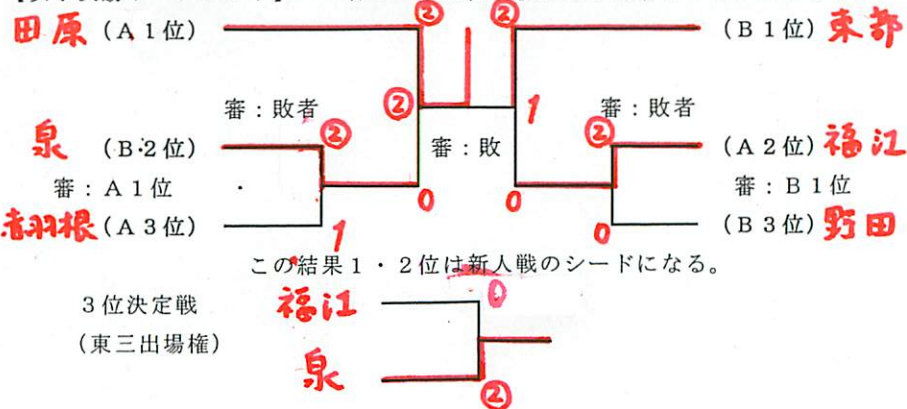 ② ②
田原 (A1位) (B1位) 東部
審：敗者 ② 1 審：敗者
泉 (B2位) ② 審：敗 ② (A2位) 福江
審：A1位 0 0 審：B1位
赤羽根 (A3位) 1 0 (B3位) 野田
この結果1・2位は新人戦のシードになる。
3位決定戦 福江 0
(東三出場権)
泉 ②